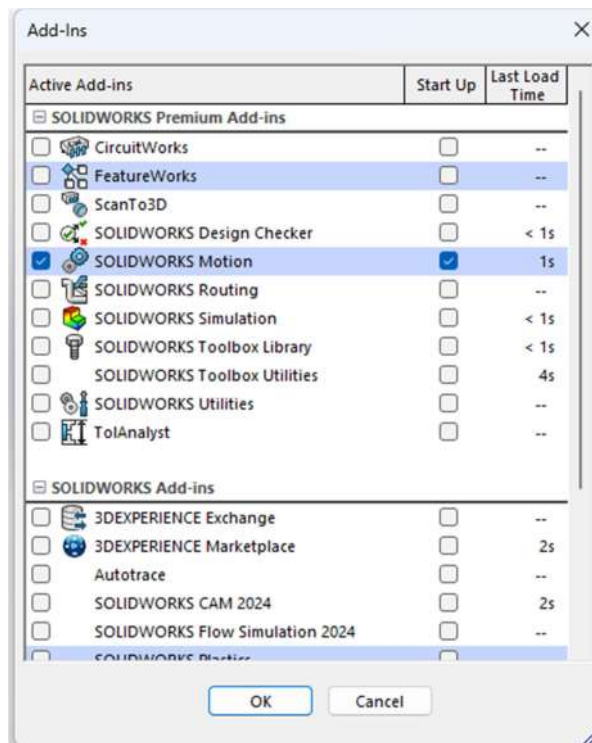 Add-Ins
Active Add-ins Start Up Last Load Time
SOLIDWORKS Premium Add-ins
CircuitWorks --
FeatureWorks --
ScanTo3D --
SOLIDWORKS Design Checker < 1s
SOLIDWORKS Motion 1s
SOLIDWORKS Routing --
SOLIDWORKS Simulation < 1s
SOLIDWORKS Toolbox Library < 1s
SOLIDWORKS Toolbox Utilities 4s
SOLIDWORKS Utilities --
TolAnalyst --
SOLIDWORKS Add-ins
3DEXPERIENCE Exchange --
3DEXPERIENCE Marketplace 2s
Autotrace --
SOLIDWORKS CAM 2024 2s
SOLIDWORKS Flow Simulation 2024 --
SOLIDWORKS Plastics
OK Cancel